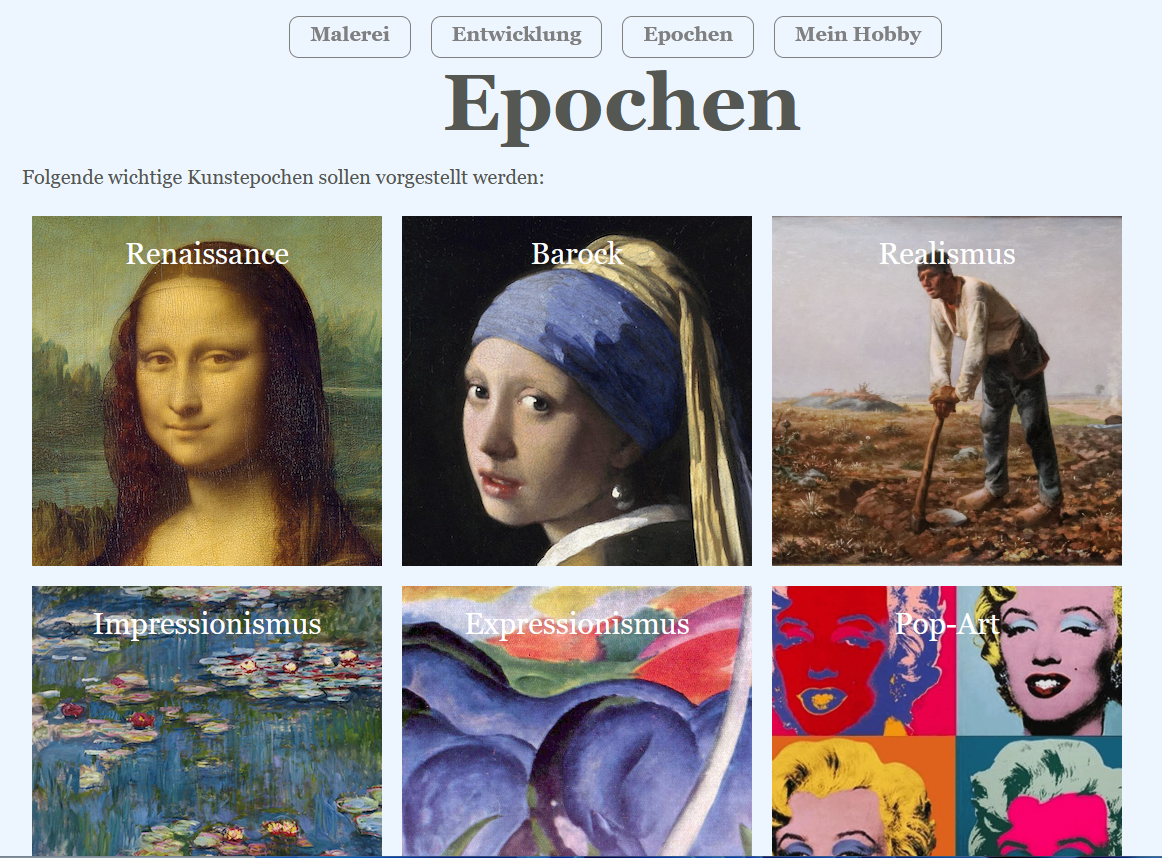 Malerei Entwicklung Epochen Mein Hobby
Epochen
Folgende wichtige Kunstepochen sollen vorgestellt werden:
Renaissance Barock Realismus
Impressionismus Expressionismus Pop-Art